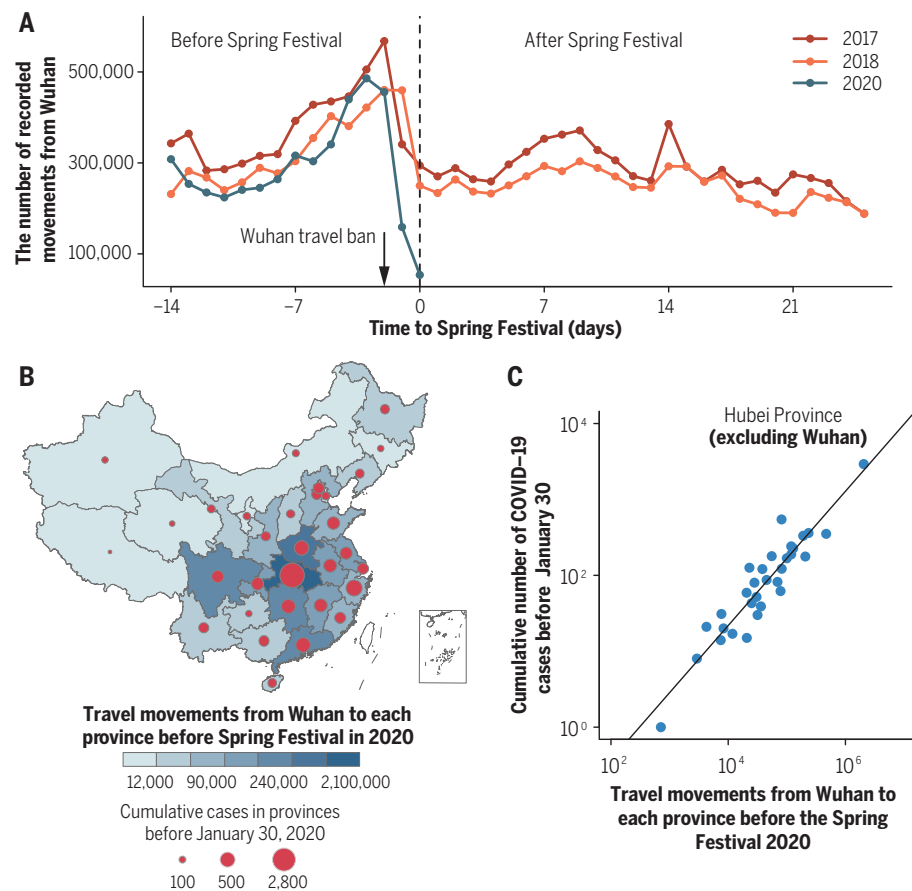 A
Before Spring Festival
After Spring Festival
2017
2018
2020
The number of recorded
movements from Wuhan
500,000
300,000
100,000
Wuhan travel ban
−14
−7
0
7
14
21
Time to Spring Festival (days)
B
Travel movements from Wuhan to each
province before Spring Festival in 2020
12,000
90,000
240,000
2,100,000
Cumulative cases in provinces
before January 30, 2020
100
500
2,800
C
Hubei Province
(excluding Wuhan)
Cumulative number of COVID–19
cases before January 30
10⁴
10²
10⁰
10²
10⁴
10⁶
Travel movements from Wuhan to
each province before the Spring
Festival 2020